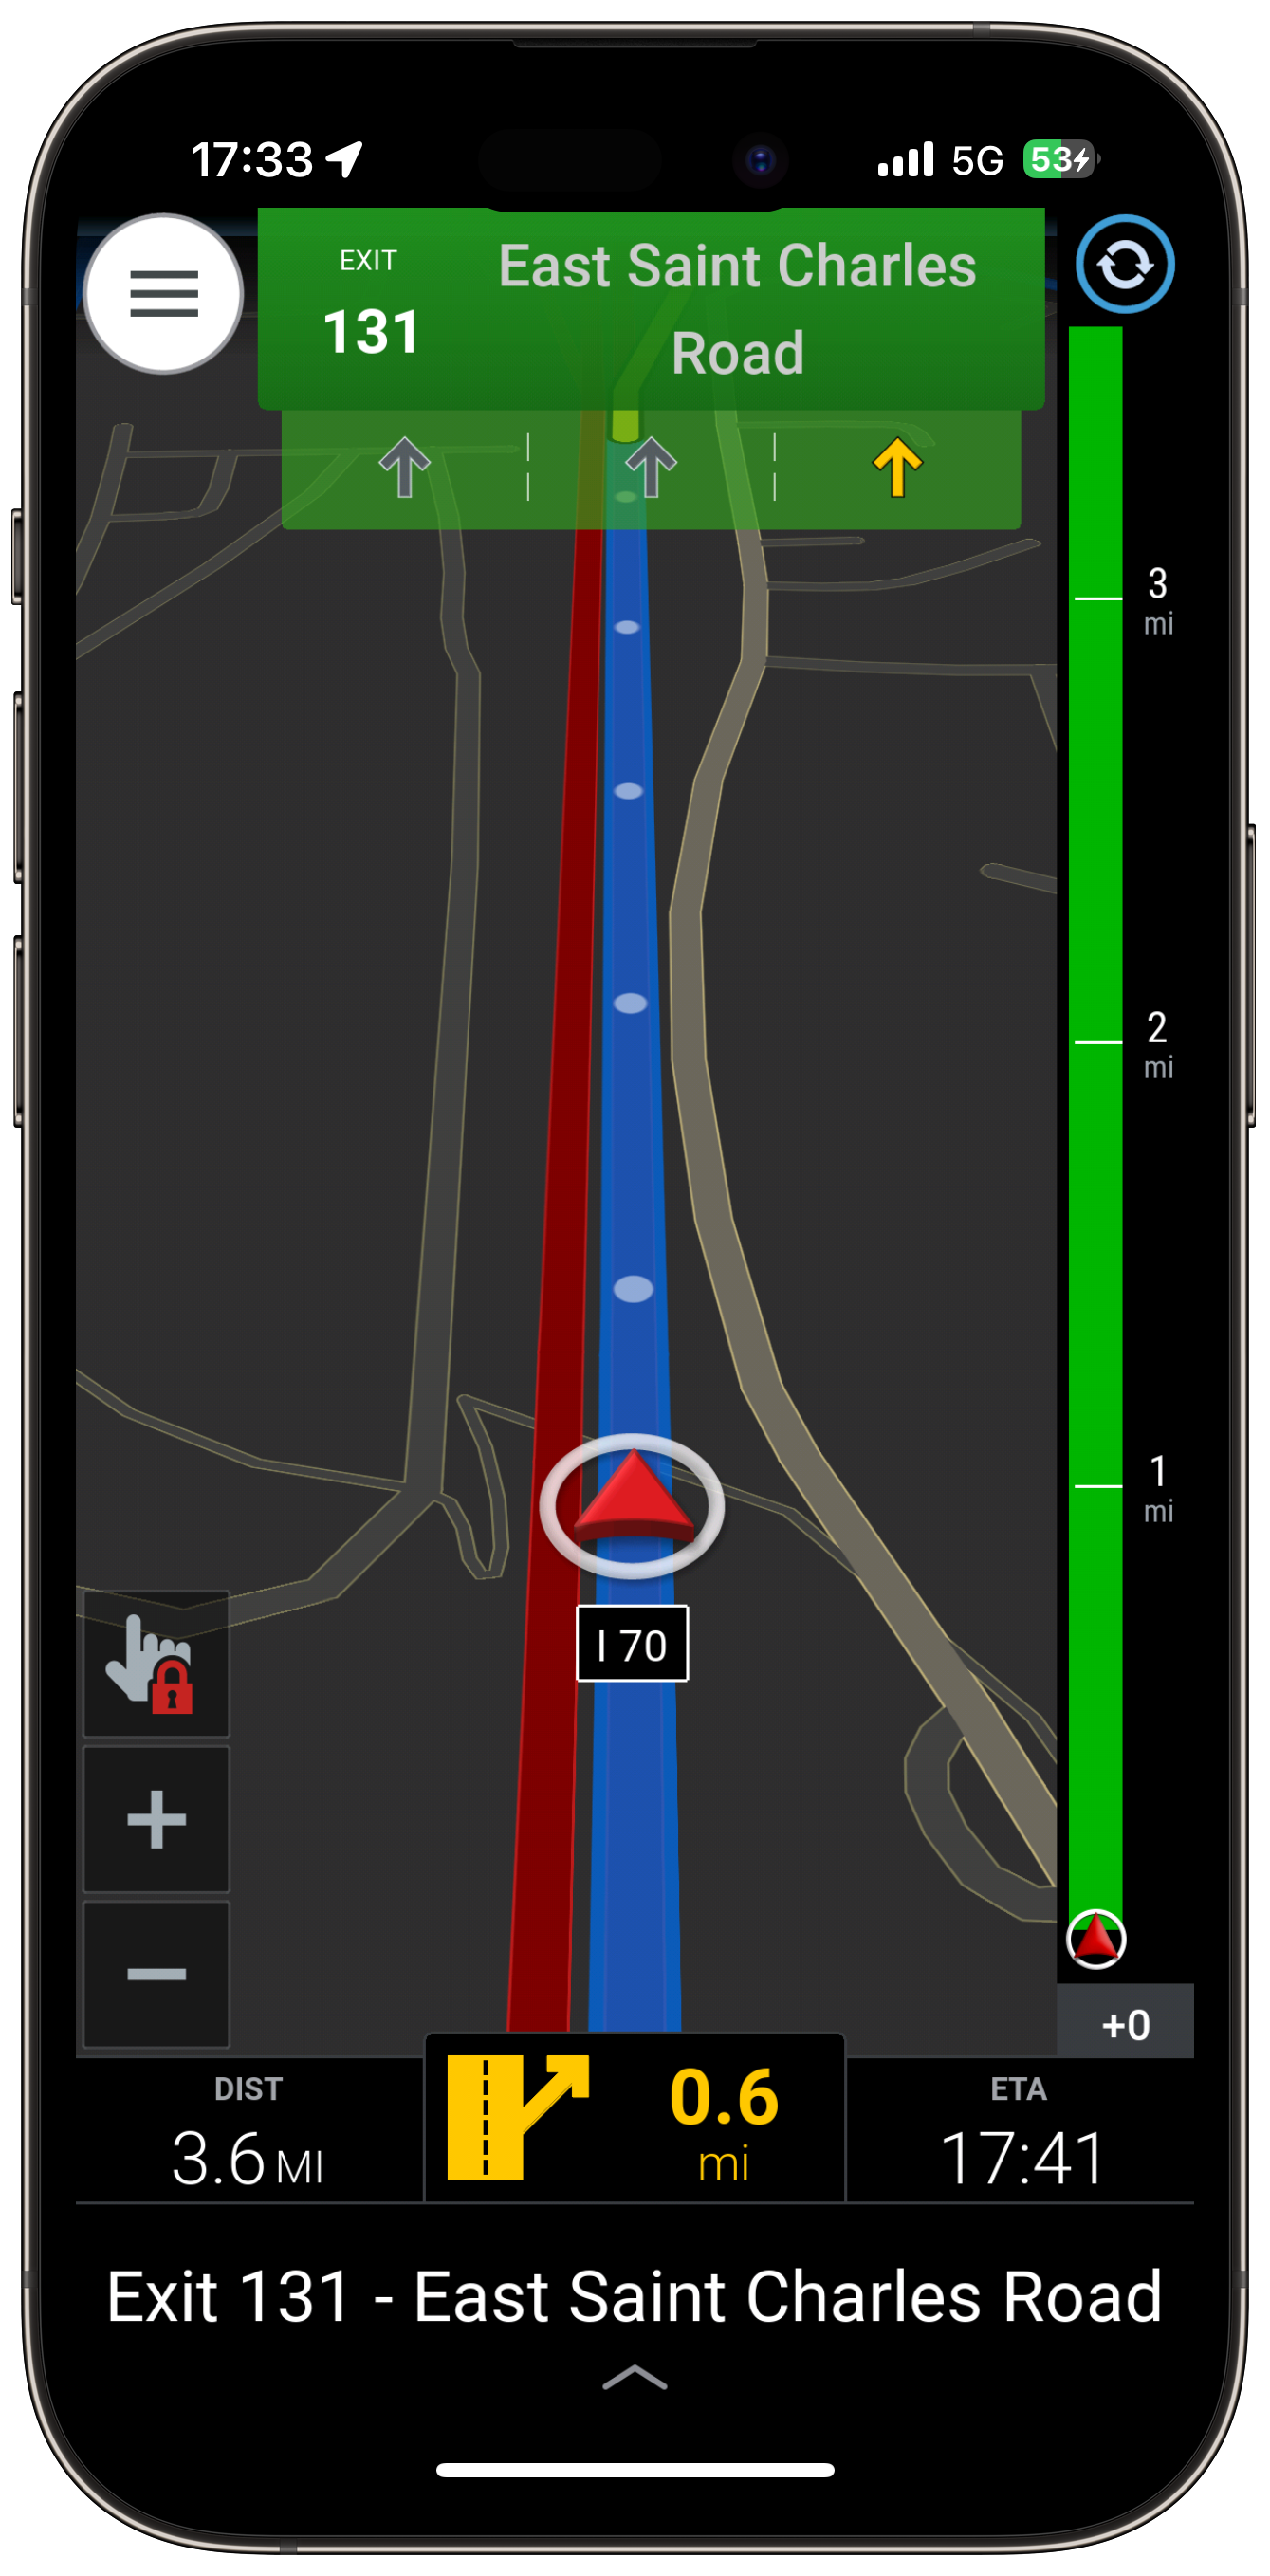 17:33
5G
53
EXIT
131
East Saint Charles
Road
3
mi
2
mi
1
mi
I 70
+0
DIST
3.6 MI
0.6
mi
ETA
17:41
Exit 131 - East Saint Charles Road